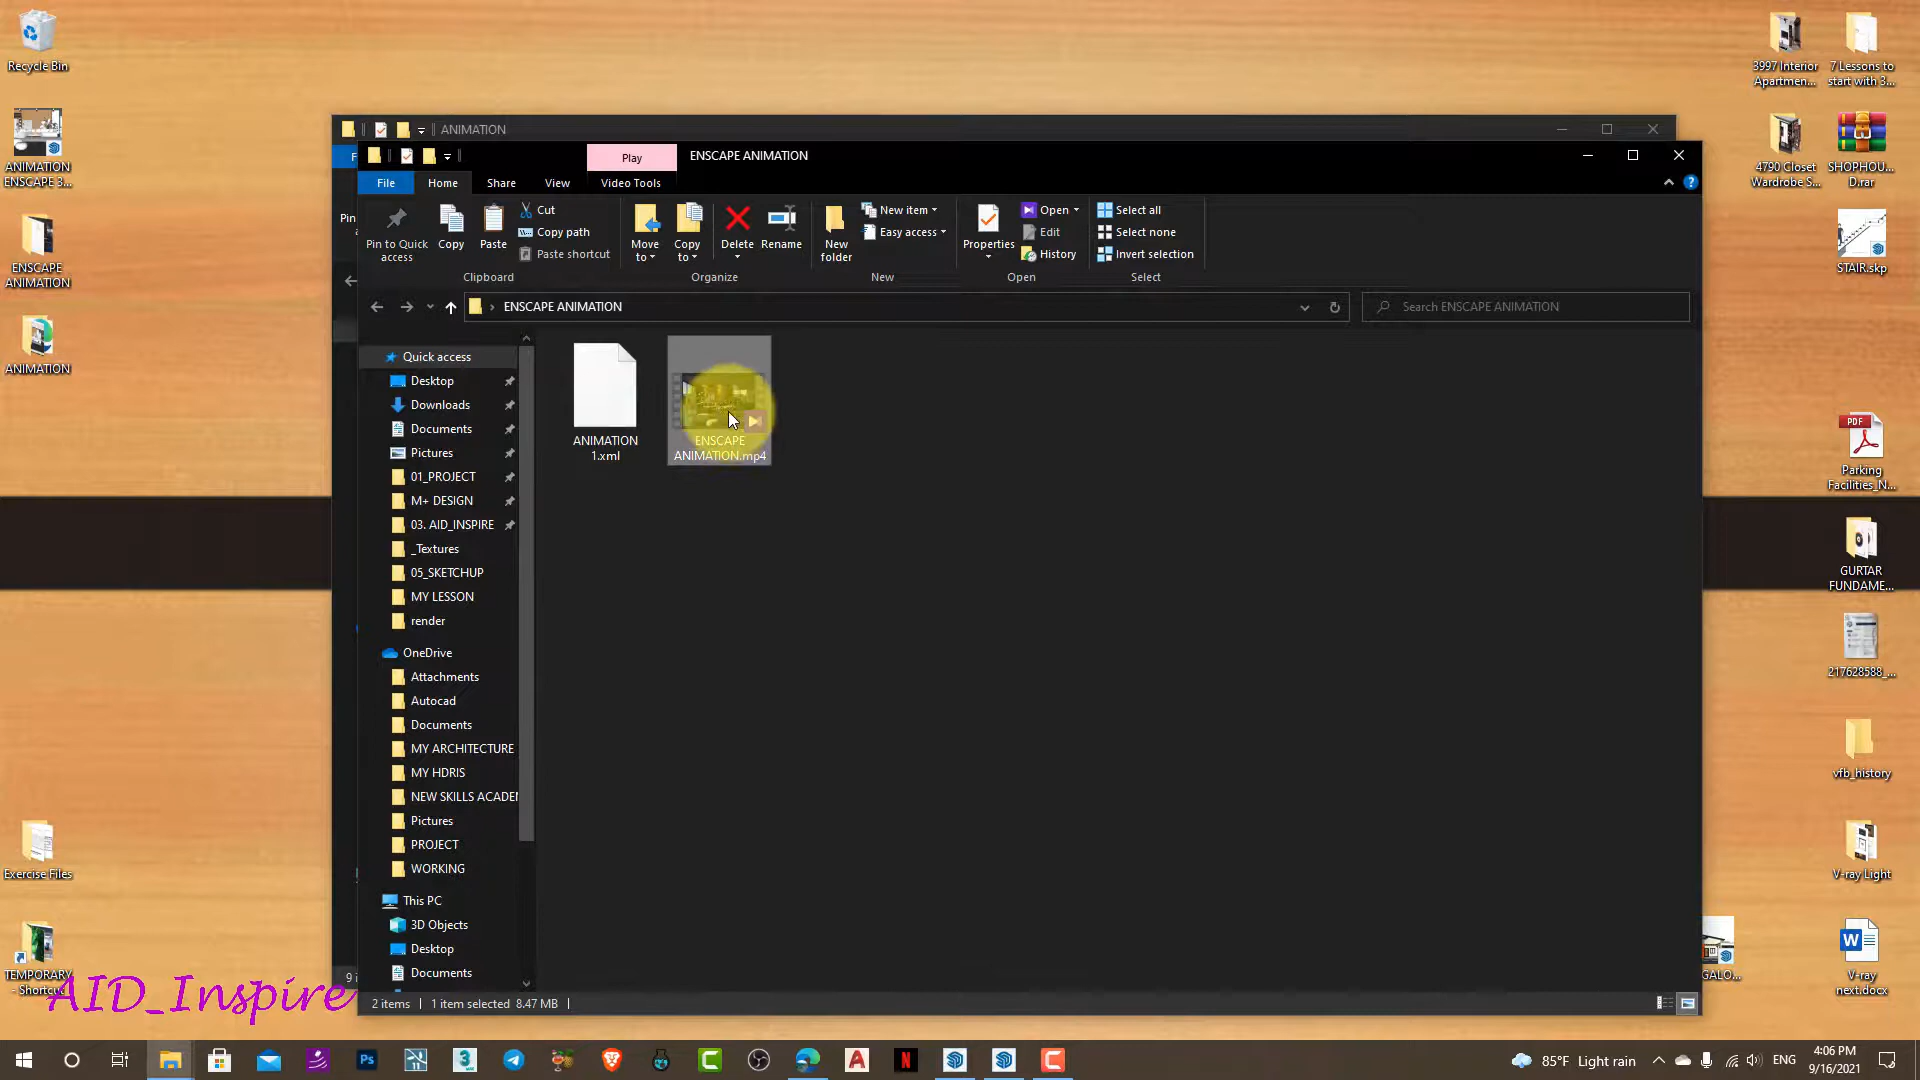 Recycle Bin
ANIMATION
ENSCAPE 3...
ENSCAPE
ANIMATION
ANIMATION
Exercise Files
TEMPORARY
- Shortcut
AID_Inspire
ANIMATION
Play
ENSCAPE ANIMATION
File
Home
Share
View
Video Tools
Pin to Quick
access
Copy
Paste
Cut
Copy path
Paste shortcut
Clipboard
Move
to
Copy
to
Delete
Rename
Organize
New
folder
New item
Easy access
New
Properties
Open
Edit
History
Open
Select all
Select none
Invert selection
Select
ENSCAPE ANIMATION
Search ENSCAPE ANIMATION
Quick access
Desktop
Downloads
Documents
Pictures
01_PROJECT
M+ DESIGN
03. AID_INSPIRE
_Textures
05_SKETCHUP
MY LESSON
render
OneDrive
Attachments
Autocad
Documents
MY ARCHITECTURE
MY HDRIS
NEW SKILLS ACADEM
Pictures
PROJECT
WORKING
This PC
3D Objects
Desktop
Documents
ANIMATION
1.xml
ENSCAPE
ANIMATION.mp4
2 items
1 item selected 8.47 MB
3997 Interior
Apartmen...
7 Lessons to
start with 3...
4790 Closet
Wardrobe S...
SHOPHOU...
D.rar
STAIR.skp
PDF
Parking
Facilities_N...
GURTAR
FUNDAME...
217628588_...
vfb_history
V-ray Light
GALO...
V-ray
next.docx
85°F Light rain
ENG
4:06 PM
9/16/2021